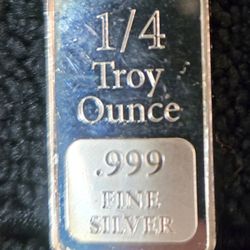 1/4
Troy
Ounce
.999
FINE
SILVER